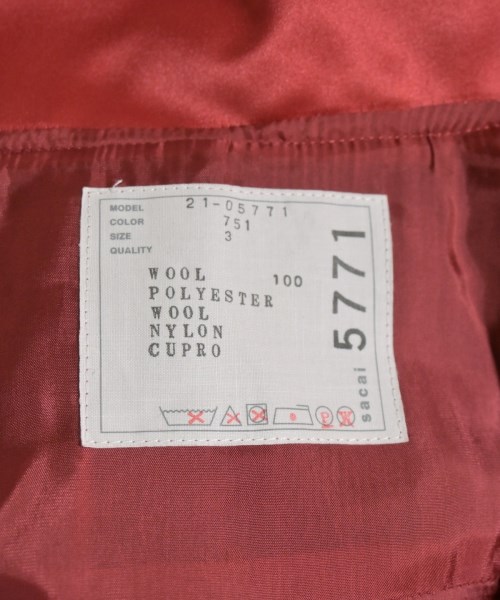 MODEL 21-05771
COLOR 751
SIZE 3
QUALITY
WOOL 100
POLYESTER
WOOL
NYLON
CUPRO
P W
sacai 5771